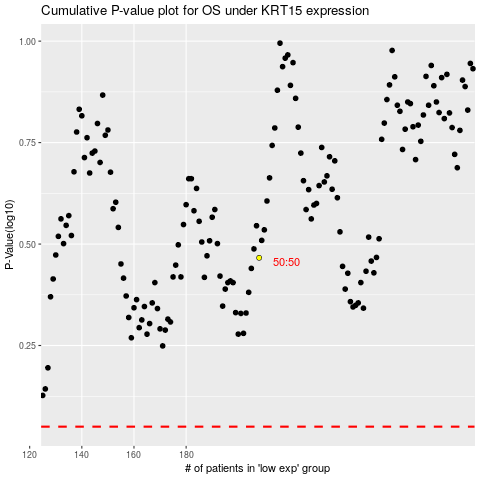 Cumulative P-value plot for OS under KRT15 expression
P-Value(log10)
1.00
0.75
0.50
0.25
50:50
120 140 160 180
# of patients in 'low exp' group